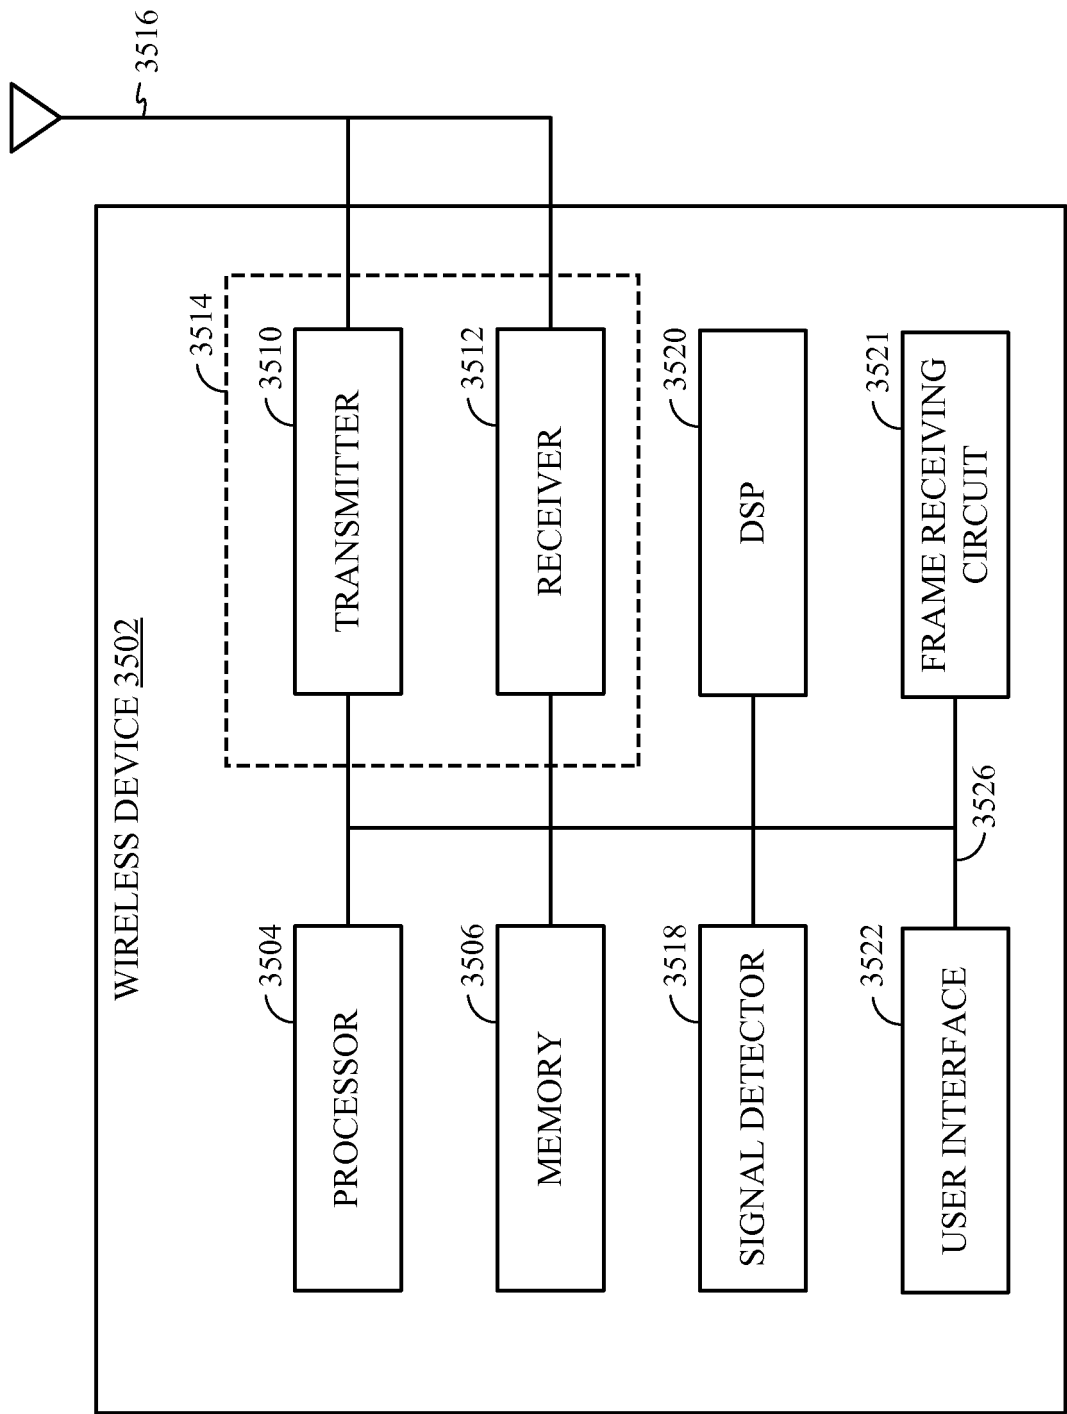 WIRELESS DEVICE 3502
3516
3514
PROCESSOR
3504
TRANSMITTER
3510
MEMORY
3506
RECEIVER
3512
SIGNAL DETECTOR
3518
DSP
3520
USER INTERFACE
3522
FRAME RECEIVING
CIRCUIT
3521
3526